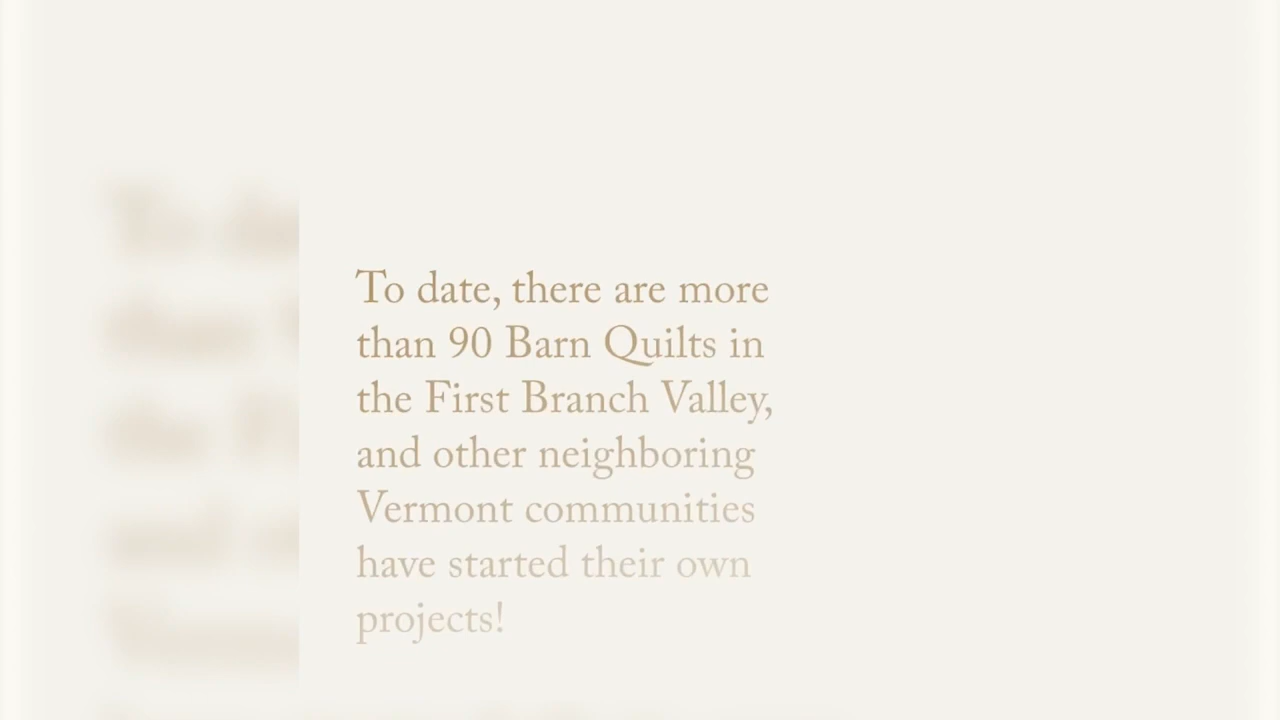 To date, there are more
than 90 Barn Quilts in
the First Branch Valley,
and other neighboring
Vermont communities
have started their own
projects!